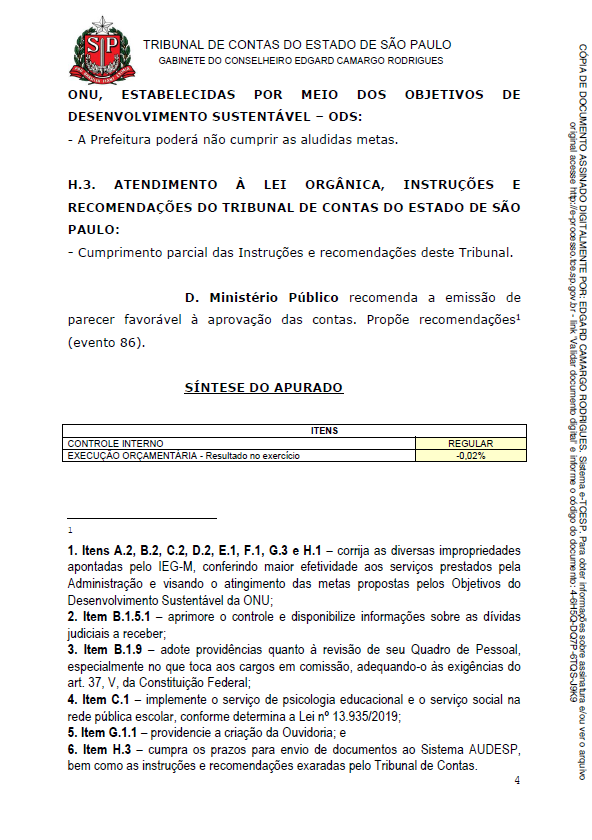 TRIBUNAL DE CONTAS DO ESTADO DE SÃO PAULO
GABINETE DO CONSELHEIRO EDGARD CAMARGO RODRIGUES
ONU, ESTABELECIDAS POR MEIO DOS OBJETIVOS DE
DESENVOLVIMENTO SUSTENTÁVEL – ODS:
- A Prefeitura poderá não cumprir as aludidas metas.
H.3. ATENDIMENTO À LEI ORGÂNICA, INSTRUÇÕES E
RECOMENDAÇÕES DO TRIBUNAL DE CONTAS DO ESTADO DE SÃO
PAULO:
- Cumprimento parcial das Instruções e recomendações deste Tribunal.
D. Ministério Público recomenda a emissão de
parecer favorável à aprovação das contas. Propõe recomendações¹
(evento 86).
SÍNTESE DO APURADO
ITENS
CONTROLE INTERNO REGULAR
EXECUÇÃO ORÇAMENTÁRIA - Resultado no exercício -0,02%
1
1. Itens A.2, B.2, C.2, D.2, E.1, F.1, G.3 e H.1 – corrija as diversas impropriedades
apontadas pelo IEG-M, conferindo maior efetividade aos serviços prestados pela
Administração e visando o atingimento das metas propostas pelos Objetivos do
Desenvolvimento Sustentável da ONU;
2. Item B.1.5.1 – aprimore o controle e disponibilize informações sobre as dívidas
judiciais a receber;
3. Item B.1.9 – adote providências quanto à revisão de seu Quadro de Pessoal,
especialmente no que toca aos cargos em comissão, adequando-o às exigências do
art. 37, V, da Constituição Federal;
4. Item C.1 – implemente o serviço de psicologia educacional e o serviço social na
rede pública escolar, conforme determina a Lei nº 13.935/2019;
5. Item G.1.1 – providencie a criação da Ouvidoria; e
6. Item H.3 – cumpra os prazos para envio de documentos ao Sistema AUDESP,
bem como as instruções e recomendações exaradas pelo Tribunal de Contas.
4
CÓPIA DE DOCUMENTO ASSINADO DIGITALMENTE POR: EDGARD CAMARGO RODRIGUES. Sistema e-TCESP. Para obter informações sobre assinatura e/ou ver o arquivo
original acesse http://e-processo.tce.sp.gov.br - link 'Validar documento digital' e informe o código do documento: 4-6H5Q-DQ7P-6TQS-J9K9